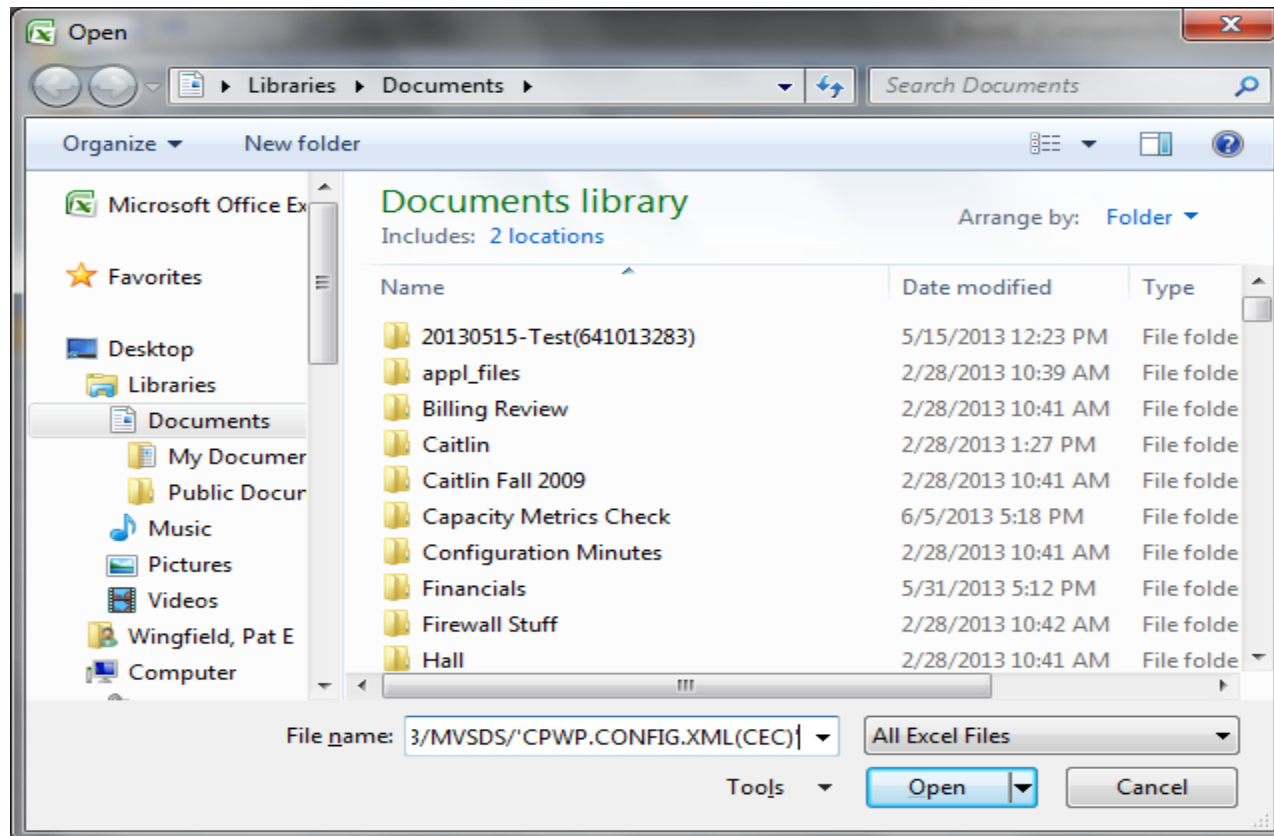 Open
Libraries Documents Search Documents
Organize New folder
Microsoft Office Ex
Favorites
Desktop
Libraries
Documents
My Documer
Public Docur
Music
Pictures
Videos
Wingfield, Pat E
Computer
Documents library
Includes: 2 locations
Arrange by: Folder
Name Date modified Type
20130515-Test(641013283) 5/15/2013 12:23 PM File folde
appl_files 2/28/2013 10:39 AM File folde
Billing Review 2/28/2013 10:41 AM File folde
Caitlin 2/28/2013 1:27 PM File folde
Caitlin Fall 2009 2/28/2013 10:41 AM File folde
Capacity Metrics Check 6/5/2013 5:18 PM File folde
Configuration Minutes 2/28/2013 10:41 AM File folde
Financials 5/31/2013 5:12 PM File folde
Firewall Stuff 2/28/2013 10:42 AM File folde
Hall 2/28/2013 10:41 AM File folde
File name: 3/MVSDS/'CPWP.CONFIG.XML(CEC)' All Excel Files
Tools Open Cancel